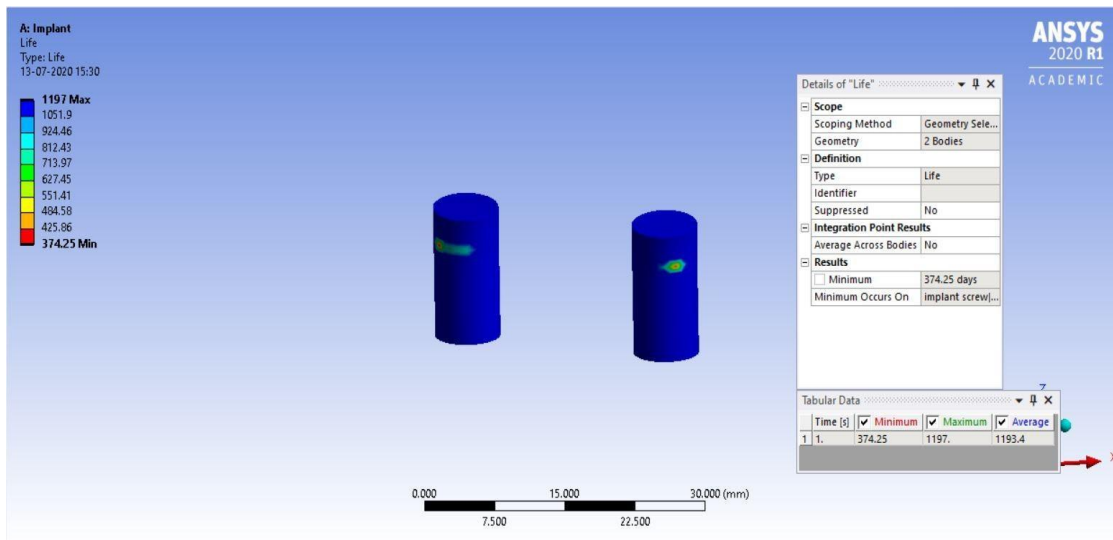 A: Implant
Life
Type: Life
13-07-2020 15:30
1197 Max
1051.9
924.46
812.43
713.97
627.45
551.41
484.58
425.86
374.25 Min
ANSYS
2020 R1
ACADEMIC
Details of "Life"
Scope
Scoping Method Geometry Sele...
Geometry 2 Bodies
Definition
Type Life
Identifier
Suppressed No
Integration Point Results
Average Across Bodies No
Results
Minimum 374.25 days
Minimum Occurs On implant screw|...
Z
Tabular Data
Time [s] Minimum Maximum Average
1 1. 374.25 1197. 1193.4
X
0.000 15.000 30.000 (mm)
7.500 22.500